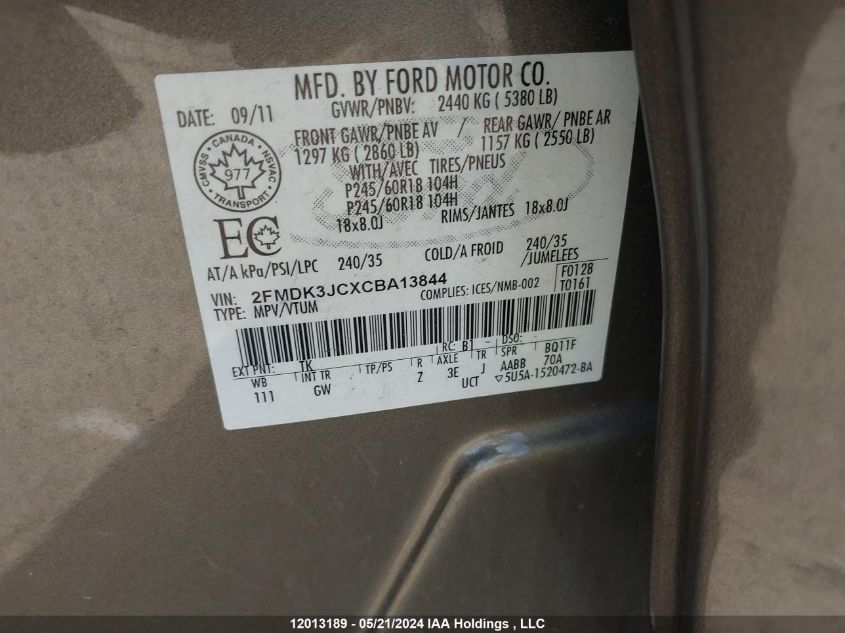 MFD. BY FORD MOTOR CO.
DATE: 09/11
GVWR/PNBV: 2440 KG ( 5380 LB)
FRONT GAWR/PNBE AV / REAR GAWR/ PNBE AR
1297 KG ( 2860 LB) 1157 KG ( 2550 LB)
WITH/AVEC TIRES/PNEUS
P245/60R18 104H
P245/60R18 104H
18x8.0J RIMS/JANTES 18x8.0J
CANADA
CMVSS NSVAC
977
TRANSPORT
EC
AT/A kPa/PSI/LPC 240/35 COLD/A FROID 240/35 /JUMELEES
VIN: 2FMDK3JCXCBA13844
TYPE: MPV/VTUM
COMPLIES: ICES/NMB-002
F0128
T0161
EXT PNT: TK RC: B1 - DSO:
WB INT TR TP/PS R AXLE TR SPR BQ11F
111 GW Z 3E J AABB 70A
UCT ▽5U5A-1520472-BA
12013189 - 05/21/2024 IAA Holdings , LLC